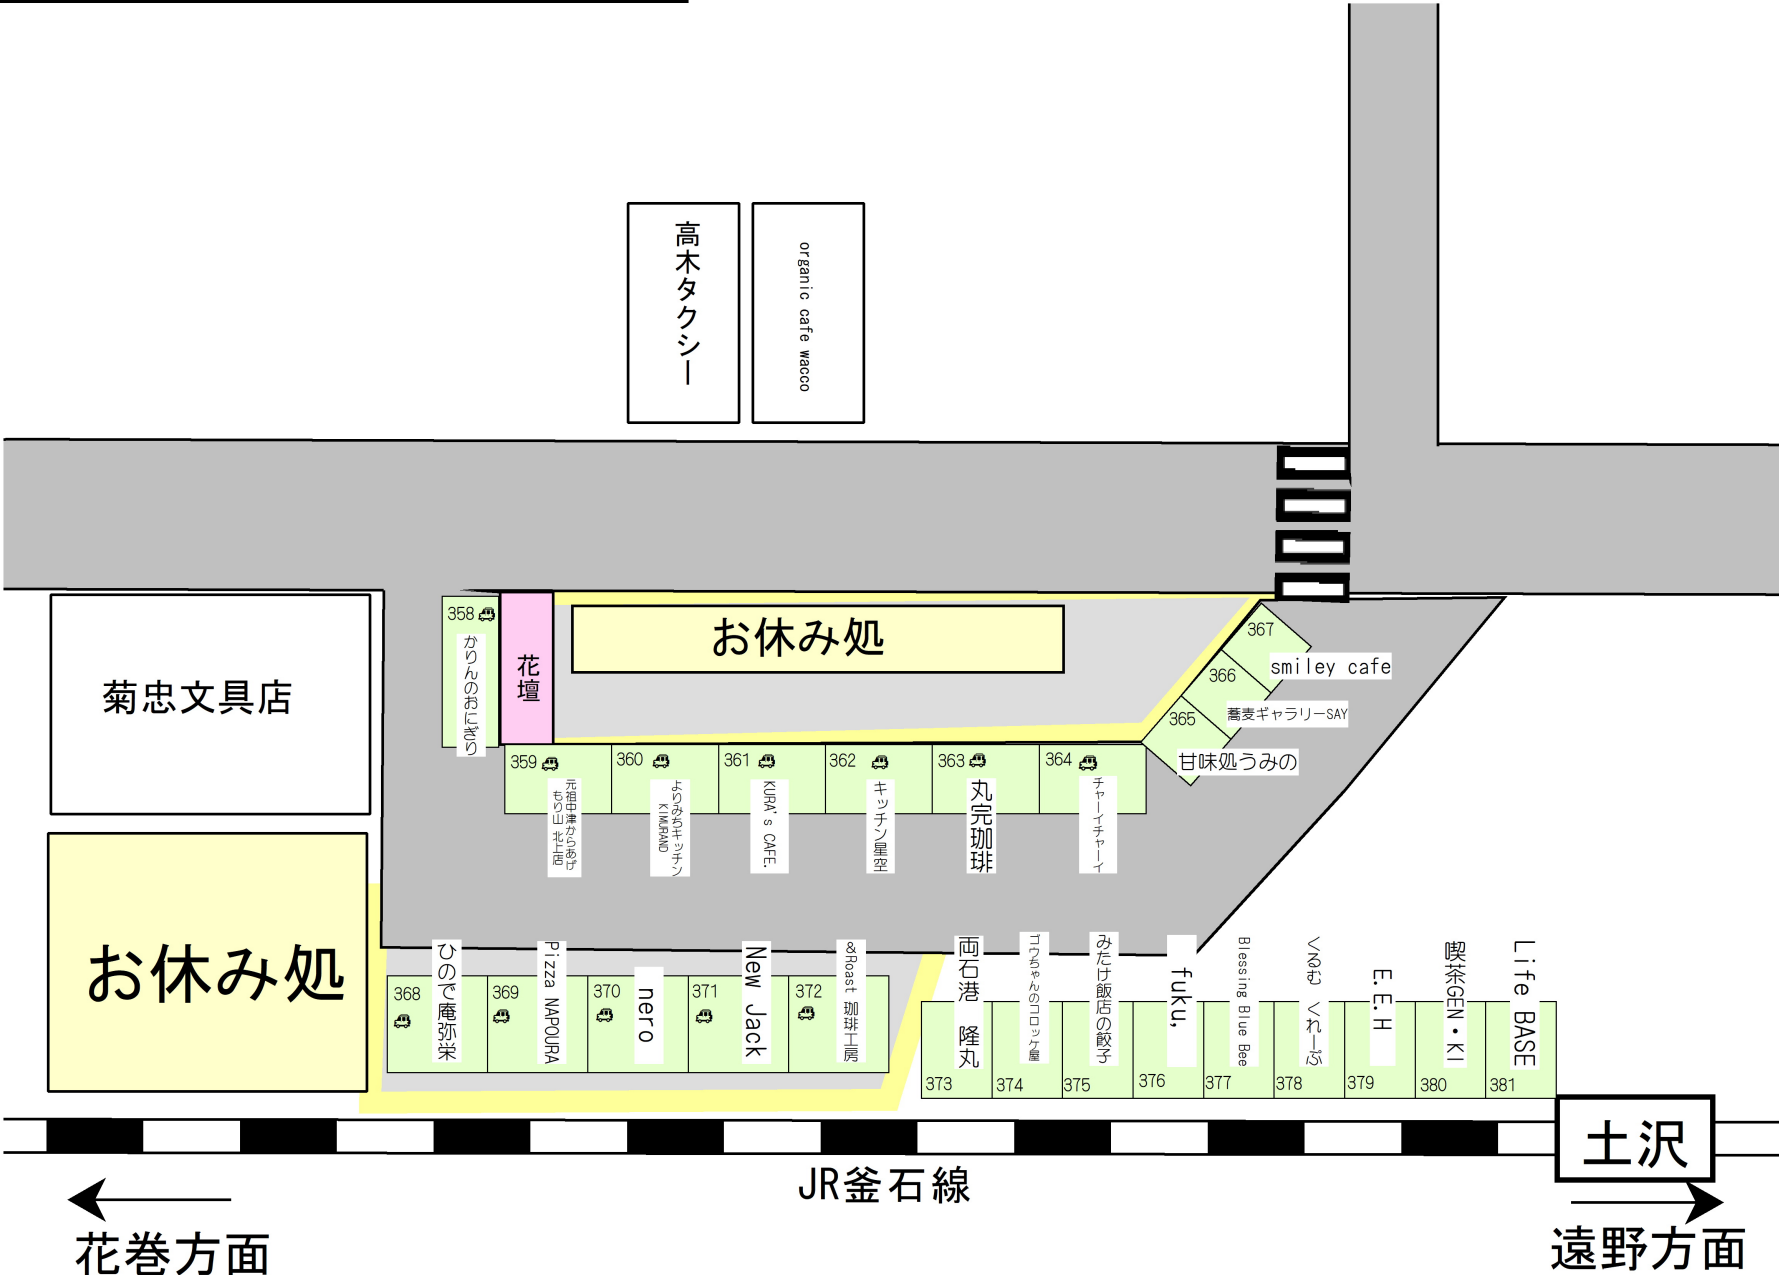 高木タクシー
organic cafe wacco
菊忠文具店
お休み処
358
かりんのおにぎり
花壇
お休み処
359
元祖中津からあげ
もり山 北上店
360
よりみちキッチン
KIMURAND
361
KURA's CAFE.
362
キッチン星空
363
丸完珈琲
364
チャーイチャーイ
365
甘味処うみの
366
蕎麦ギャラリーSAY
367
smiley cafe
368
ひので庵弥栄
369
Pizza NAPOURA
370
nero
371
New Jack
372
&Roast 珈琲工房
373
両石港 隆丸
374
コウちゃんのコロッケ屋
375
みたけ飯店の餃子
376
fuku,
377
Blessing Blue Bee
378
くるむ くれーぷ
379
E.E.H
380
喫茶GEN・KI
381
Life BASE
土沢
JR釜石線
花巻方面
遠野方面